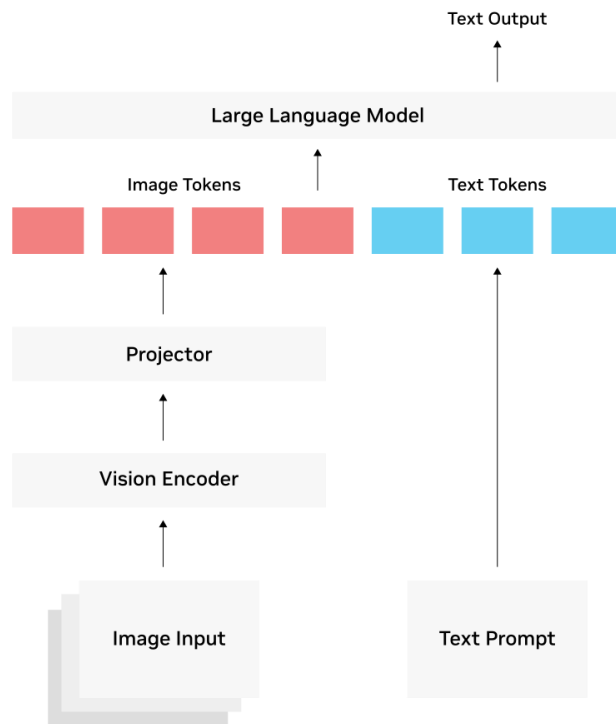 Text Output
Large Language Model
Image Tokens
Text Tokens
Projector
Vision Encoder
Image Input
Text Prompt